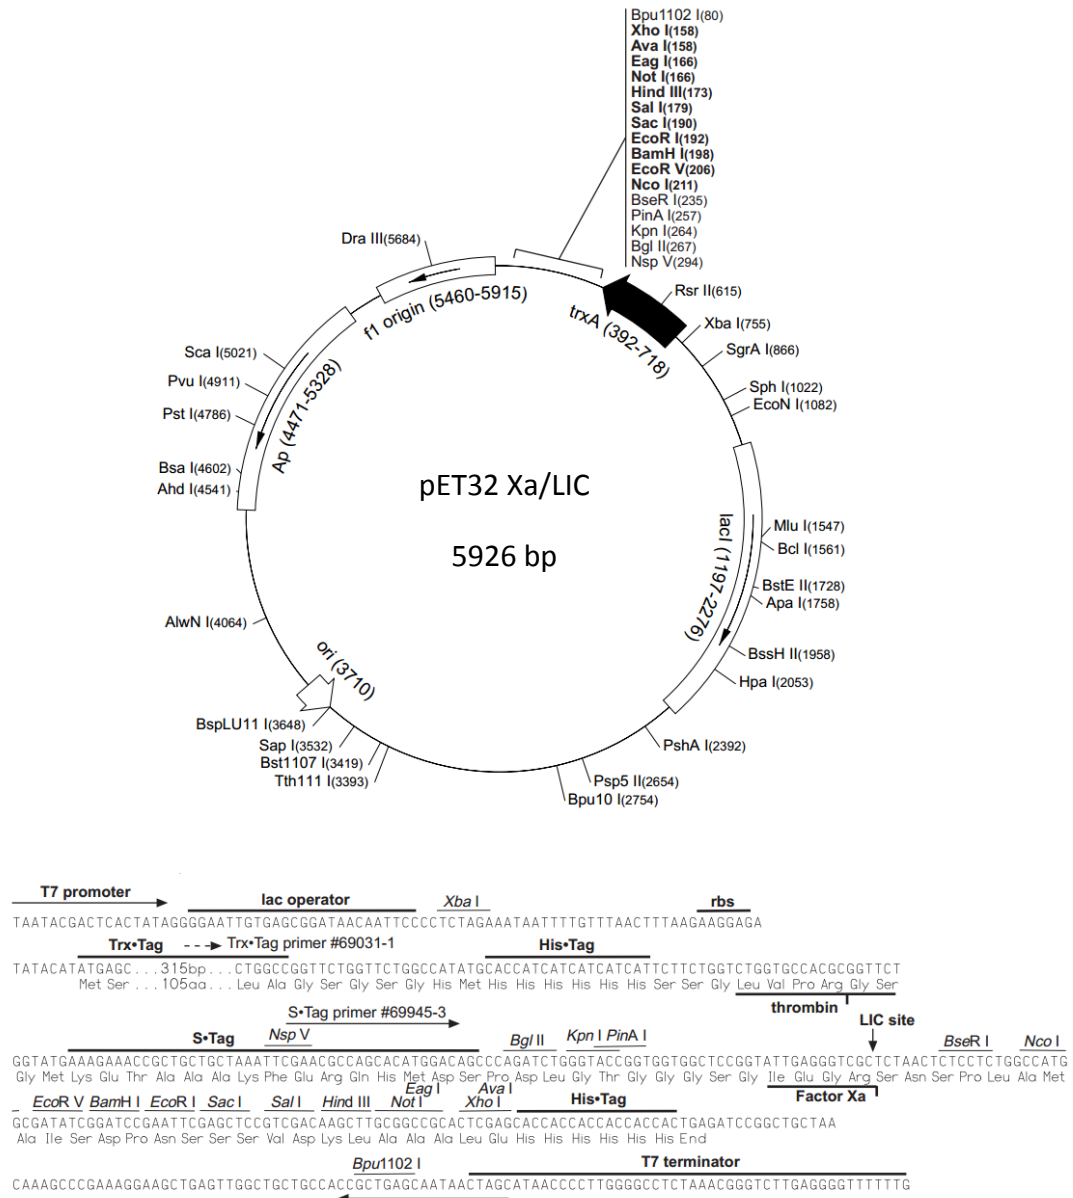 Bpu1102 I(80)
Xho I(158)
Ava I(158)
Eag I(166)
Not I(166)
Hind III(173)
Sal I(179)
Sac I(190)
EcoR I(192)
BamH I(198)
EcoR V(206)
Nco I(211)
BseR I(235)
PinA I(257)
Kpn I(264)
Bgl II(267)
Nsp V(294)
Dra III(5684)
Rsr II(615)
f1 origin (5460-5915)
trxA (392-718)
Xba I(755)
SgrA I(866)
Sca I(5021)
Pvu I(4911)
Pst I(4786)
Sph I(1022)
EcoN I(1082)
Ap (4471-5328)
Bsa I(4602)
Ahd I(4541)
pET32 Xa/LIC
5926 bp
lacI (1197-2276)
Mlu I(1547)
Bcl I(1561)
BstE II(1728)
Apa I(1758)
AlwN I(4064)
BssH II(1958)
Hpa I(2053)
ori (3710)
BspLU11 I(3648)
Sap I(3532)
Bst1107 I(3419)
Tth111 I(3393)
PshA I(2392)
Psp5 II(2654)
Bpu10 I(2754)
T7 promoter lac operator Xba I rbs
TAATACGACTCACTATAGGGGAATTGTGAGCGGATAACAATTCCCCTCTAGAAATAATTTTGTTTAACTTTAAGAAGGAGA
Trx•Tag Trx•Tag primer #69031-1 His•Tag
TATACATATGAGC...315bp...CTGGCCGGTTCTGGTTCTGGCCATATGCACCATCATCATCATCATTCTTCTGGTCTGGTGCCACGCGGTTCT
Met Ser...105aa...Leu Ala Gly Ser Gly Ser Gly His Met His His His His His His Ser Ser Gly Leu Val Pro Arg Gly Ser
thrombin
S•Tag primer #69945-3 LIC site
S•Tag Nsp V Bgl II Kpn I PinA I BseR I Nco I
GGTATGAAAGAAACCGCTGCTGCTAAATTCGAACGCCAGCACATGGACAGCCCAGATCTGGGTACCGGTGGTGGCTCCGGTATTGAGGGTCGCTCTAACTCTCCTCTGGCCATG
Gly Met Lys Glu Thr Ala Ala Ala Lys Phe Glu Arg Gln His Met Asp Ser Pro Asp Leu Gly Thr Gly Gly Gly Ser Gly Ile Glu Gly Arg Ser Asn Ser Pro Leu Ala Met
Factor Xa
Eag I Ava I
EcoR V BamH I EcoR I Sac I Sal I Hind III Not I Xho I His•Tag
GCGATATCGGATCCGAATTCGAGCTCCGTCGACAAGCTTGCGGCCGCACTCGAGCACCACCACCACCACCACTGAGATCCGGCTGCTAA
Ala Ile Ser Asp Pro Asn Ser Ser Ser Val Asp Lys Leu Ala Ala Ala Leu Glu His His His His His His End
Bpu1102 I T7 terminator
CAAAGCCCGAAAGGAAGCTGAGTTGGCTGCTGCCACCGCTGAGCAATAACTAGCATAACCCCTTGGGGCCTCTAAACGGGTCTTGAGGGGTTTTTTG